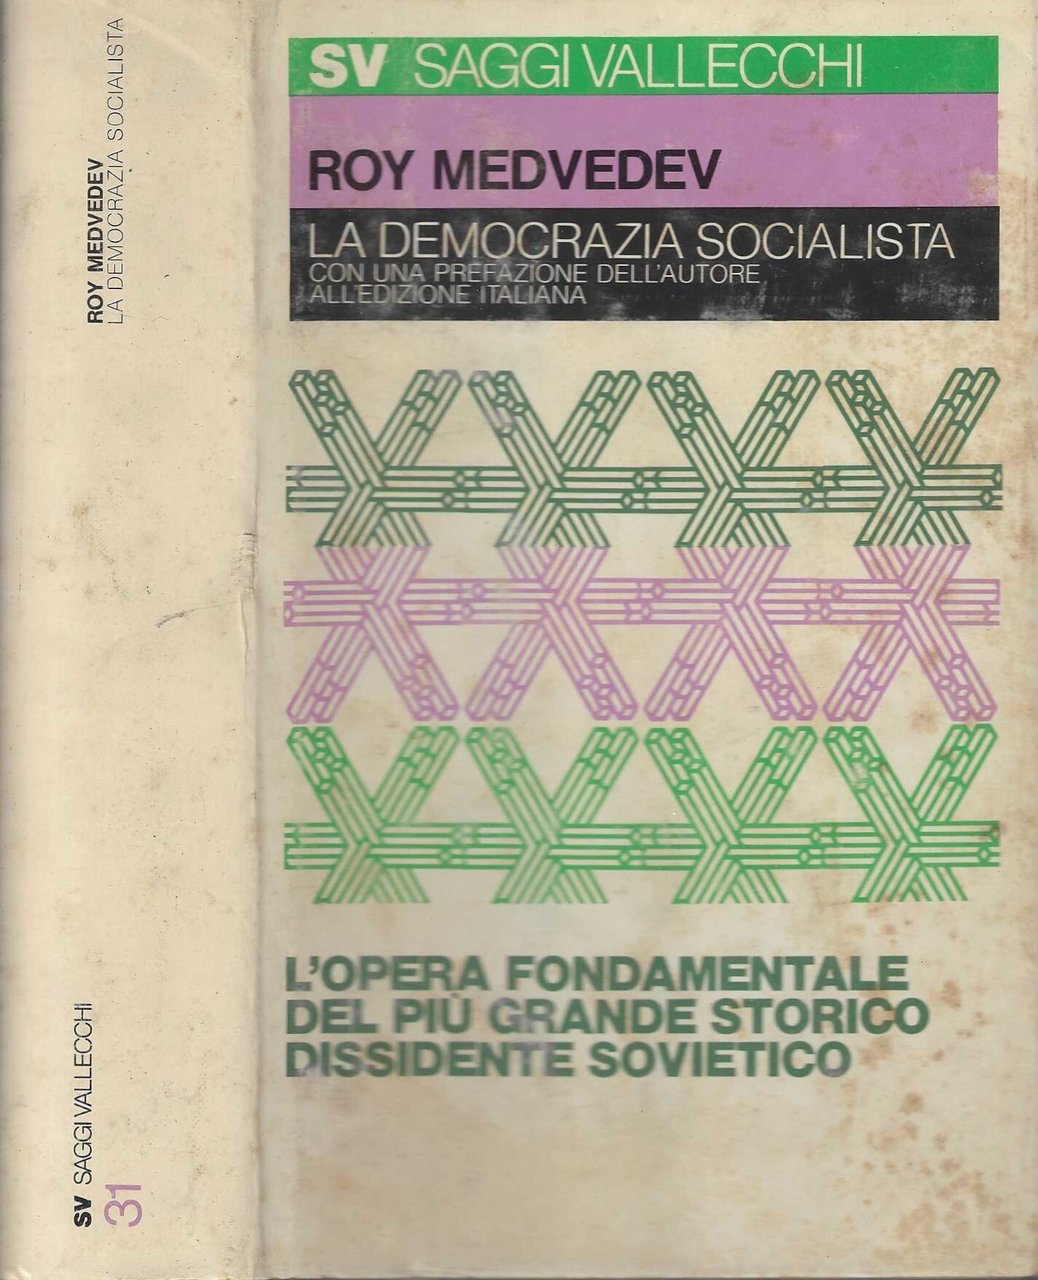 SV SAGGI VALLECCHI
ROY MEDVEDEV
LA DEMOCRAZIA SOCIALISTA
CON UNA PREFAZIONE DELL'AUTORE
ALL'EDIZIONE ITALIANA
L'OPERA FONDAMENTALE
DEL PIÙ GRANDE STORICO
DISSIDENTE SOVIETICO
ROY MEDVEDEV
LA DEMOCRAZIA SOCIALISTA
SV SAGGI VALLECCHI
31